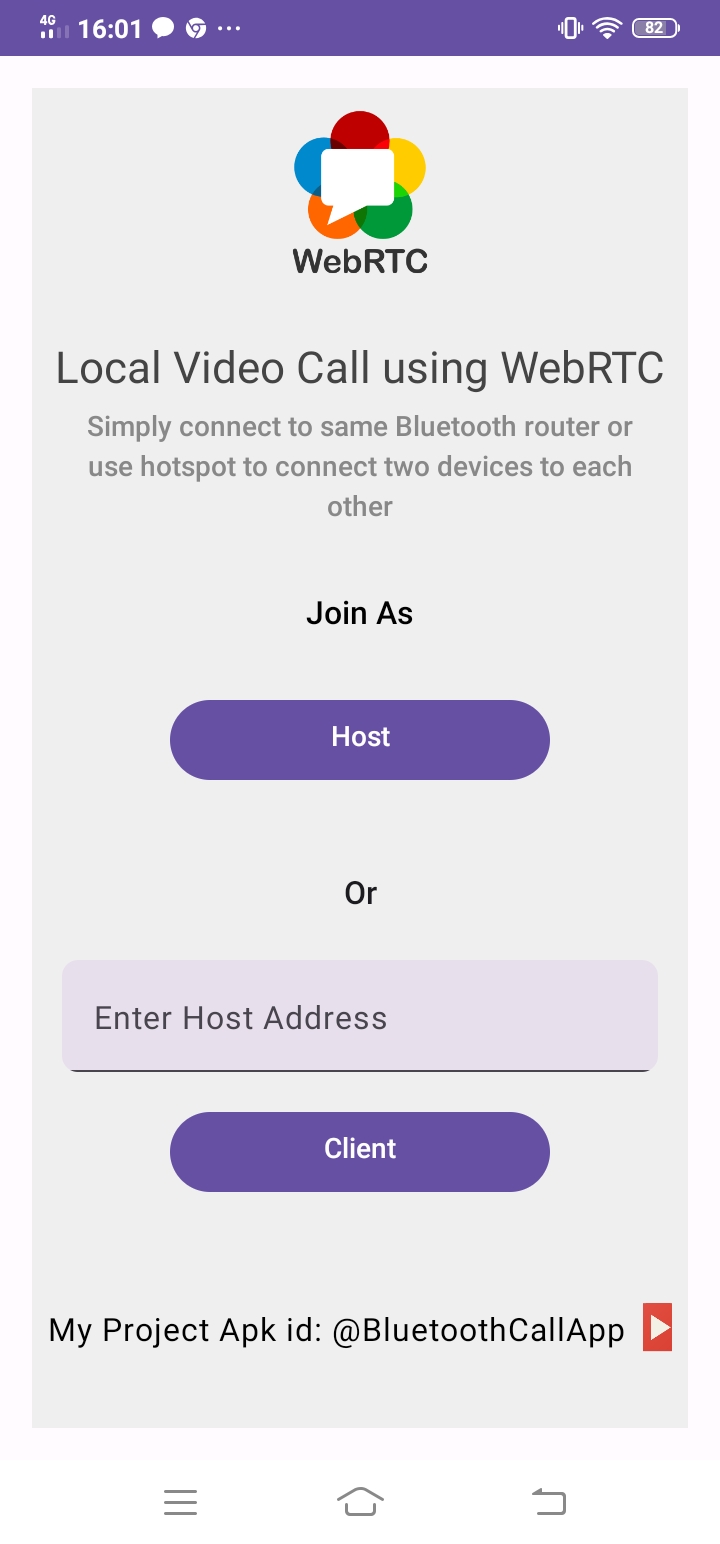 4G 16:01 82
WebRTC
Local Video Call using WebRTC
Simply connect to same Bluetooth router or
use hotspot to connect two devices to each
other
Join As
Host
Or
Enter Host Address
Client
My Project Apk id: @BluetoothCallApp